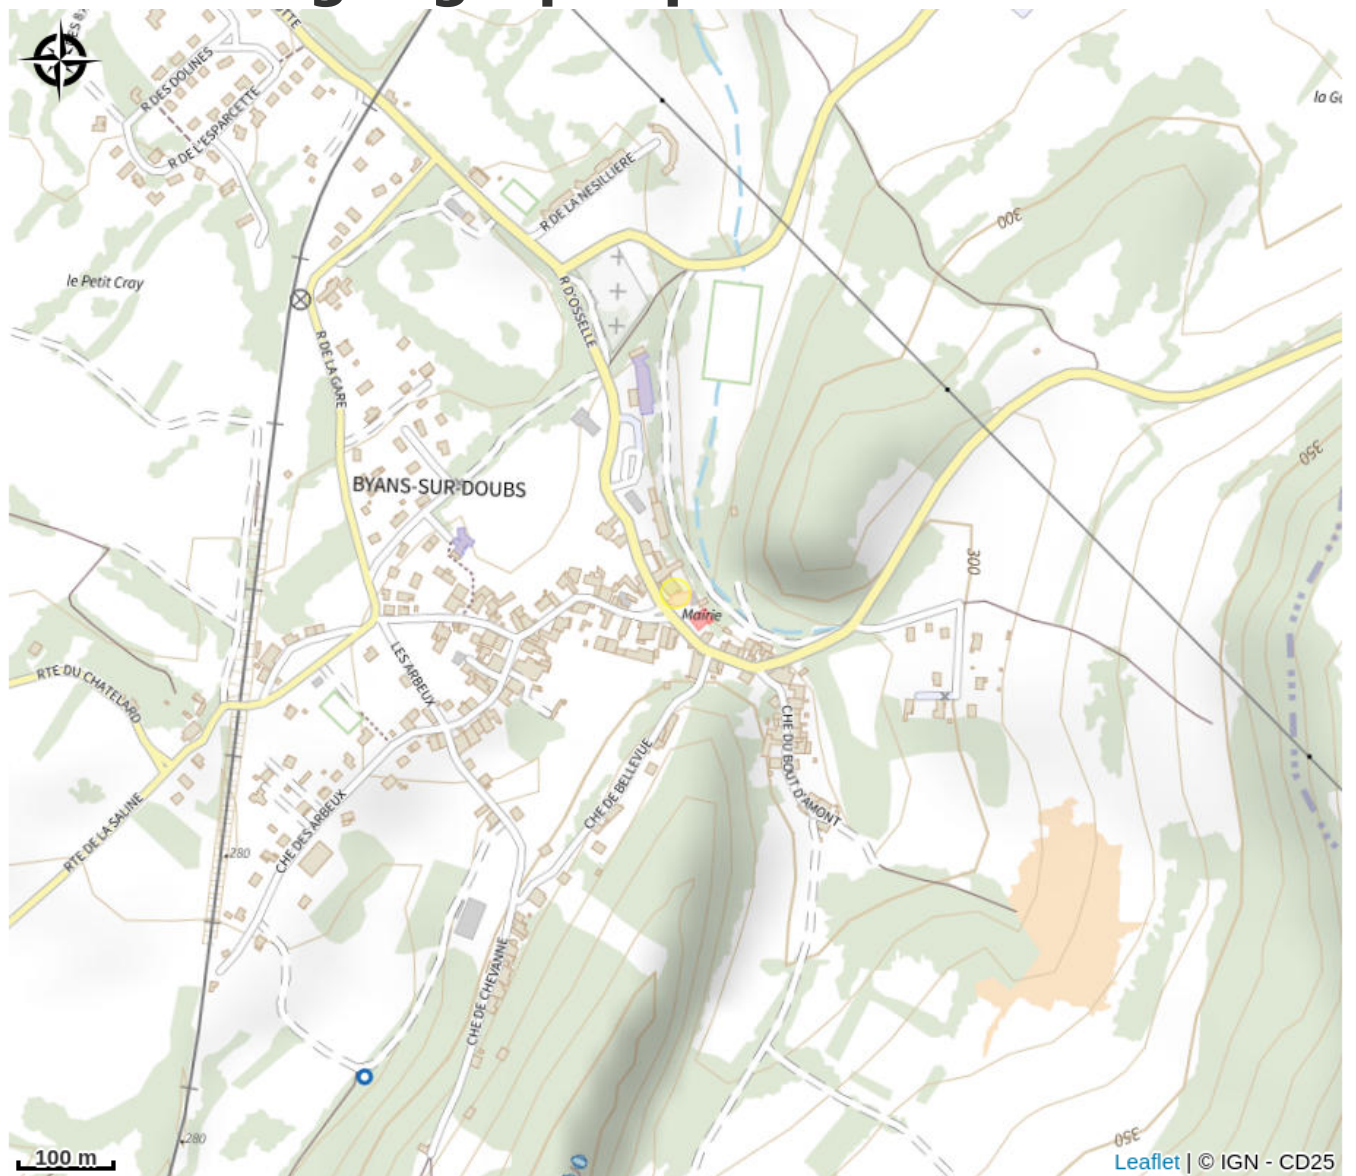 R DES DOLINES
R DE L'ESPARCETTE
la G
R DE LA NESILLIERE
300
le Petit Cray
R D'OSSELLE
R DE LA GARE
350
BYANS-SUR-DOUBS
300
Mairie
LES ARBEUX
RTE DU CHATELARD
CHE DU BOUT D'AMONT
CHE DE BELLEVUE
RTE DE LA SALINE
CHE DES ARBEUX
280
CHE DE CHEVANNE
280
350
100 m
Leaflet | © IGN - CD25